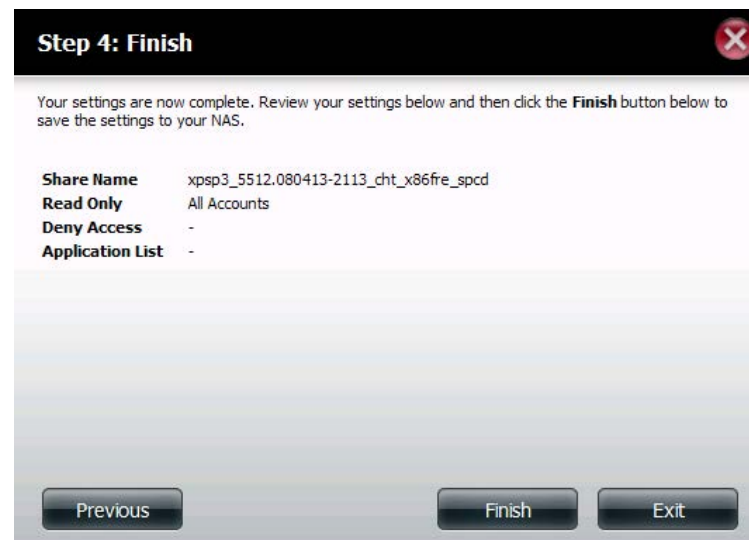 Step 4: Finish
Your settings are now complete. Review your settings below and then click the Finish button below to
save the settings to your NAS.
Share Name xpsp3_5512.080413-2113_cht_x86fre_spcd
Read Only All Accounts
Deny Access -
Application List -
Previous Finish Exit